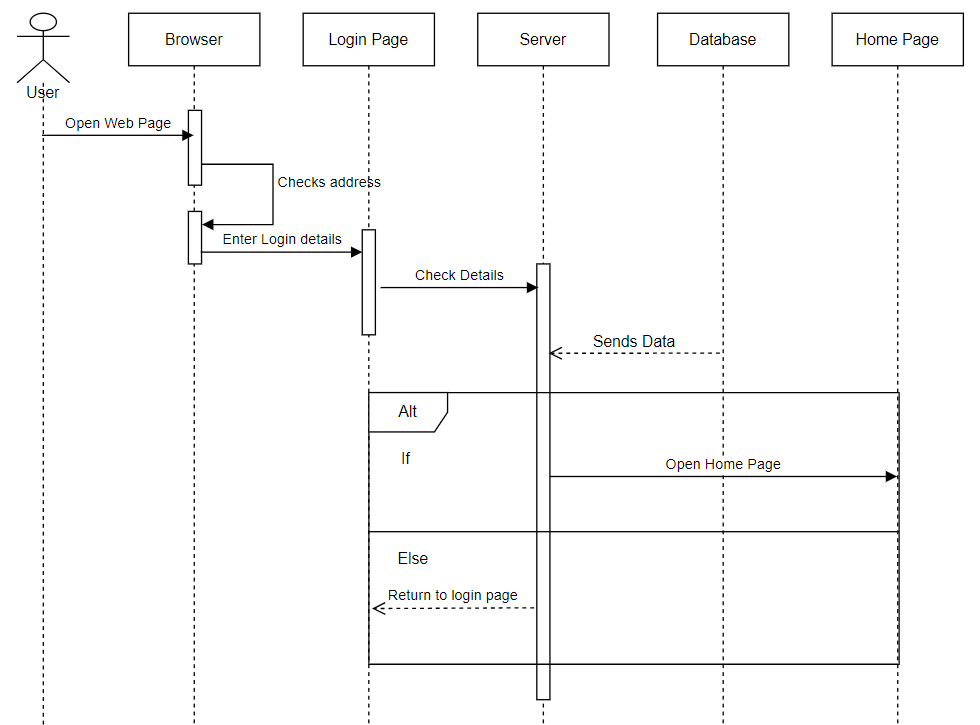 Browser
Login Page
Server
Database
Home Page
User
Open Web Page
Checks address
Enter Login details
Check Details
Sends Data
Alt
If
Open Home Page
Else
Return to login page